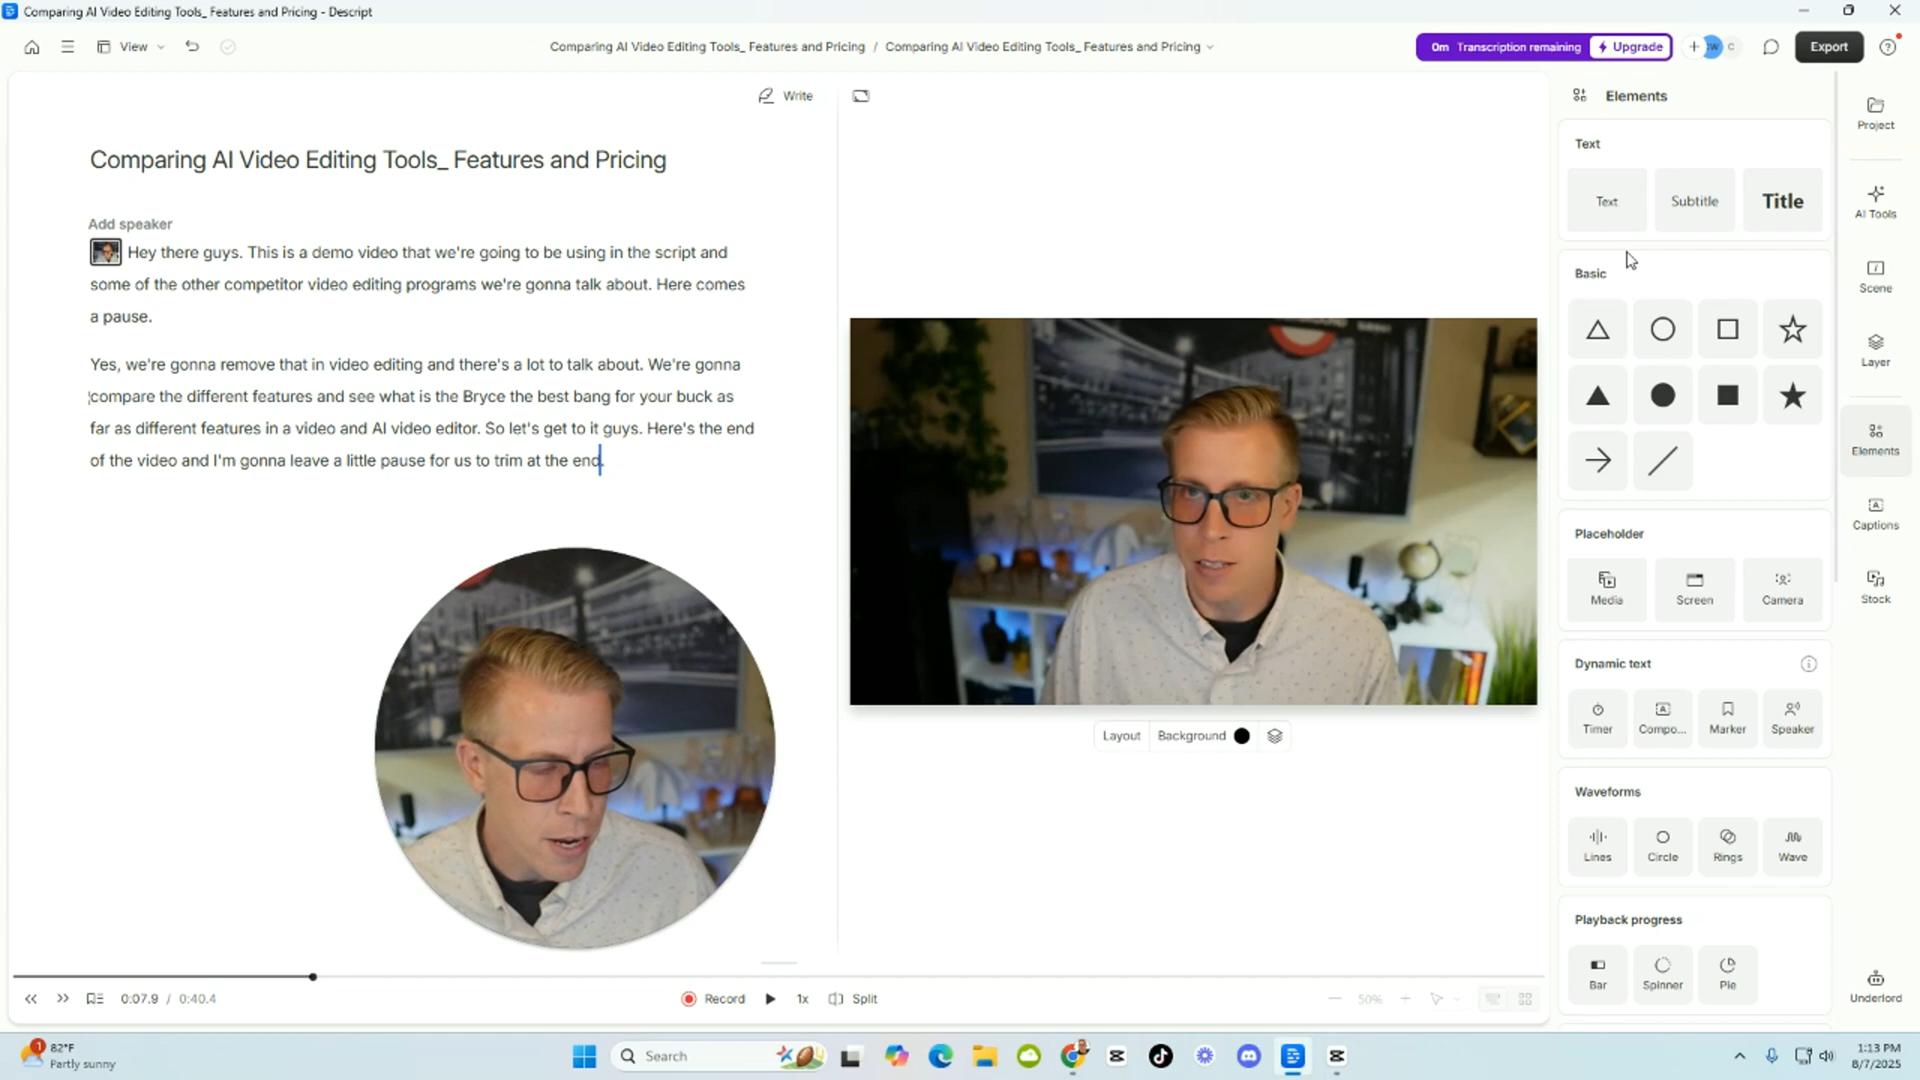 Comparing AI Video Editing Tools_ Features and Pricing - Descript
View
Comparing AI Video Editing Tools_ Features and Pricing / Comparing AI Video Editing Tools_ Features and Pricing
0m Transcription remaining
Upgrade
C
Export
Write
Comparing AI Video Editing Tools_ Features and Pricing
Add speaker
Hey there guys. This is a demo video that we're going to be using in the script and
some of the other competitor video editing programs we're gonna talk about. Here comes
a pause.
Yes, we're gonna remove that in video editing and there's a lot to talk about. We're gonna
compare the different features and see what is the Bryce the best bang for your buck as
far as different features in a video and AI video editor. So let's get to it guys. Here's the end
of the video and I'm gonna leave a little pause for us to trim at the end.
Layout
Background
0:07.9 / 0:40.4
Record
1x
Split
50%
Elements
Text
Text
Subtitle
Title
Basic
Placeholder
Media
Screen
Camera
Dynamic text
Timer
Compo...
Marker
Speaker
Waveforms
Lines
Circle
Rings
Wave
Playback progress
Bar
Spinner
Pie
Project
AI Tools
Scene
Layer
Elements
Captions
Stock
Underlord
1
82°F
Partly sunny
Search
1:13 PM
8/7/2025